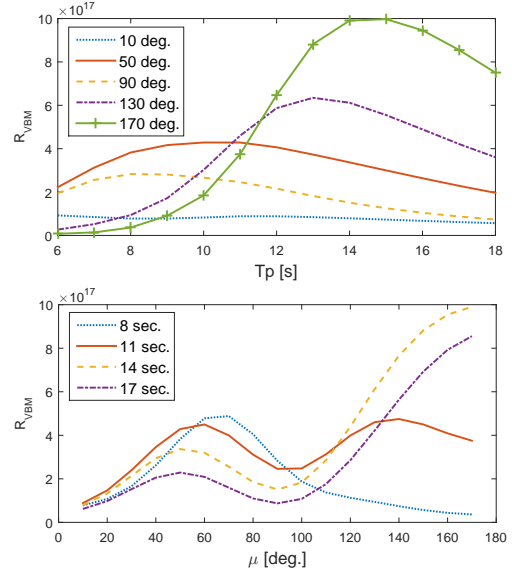 × 10^17
10
8
6
4
2
0
R_VBM
10 deg.
50 deg.
90 deg.
130 deg.
170 deg.
6 8 10 12 14 16 18
Tp [s]
× 10^17
10
8
6
4
2
0
R_VBM
8 sec.
11 sec.
14 sec.
17 sec.
0 20 40 60 80 100 120 140 160 180
μ [deg.]